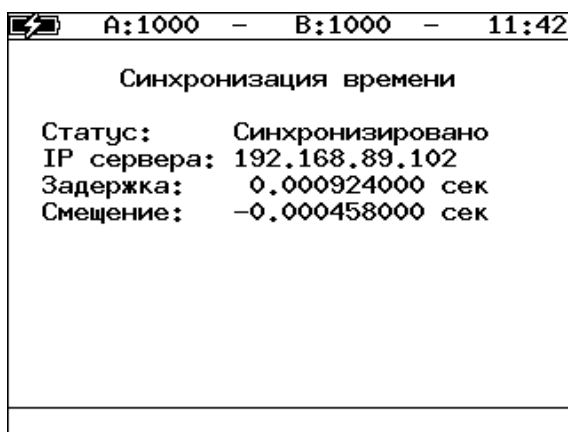 A:1000 – B:1000 – 11:42
Синхронизация времени
Статус: Синхронизировано
IP сервера: 192.168.89.102
Задержка: 0.000924000 сек
Смещение: -0.000458000 сек